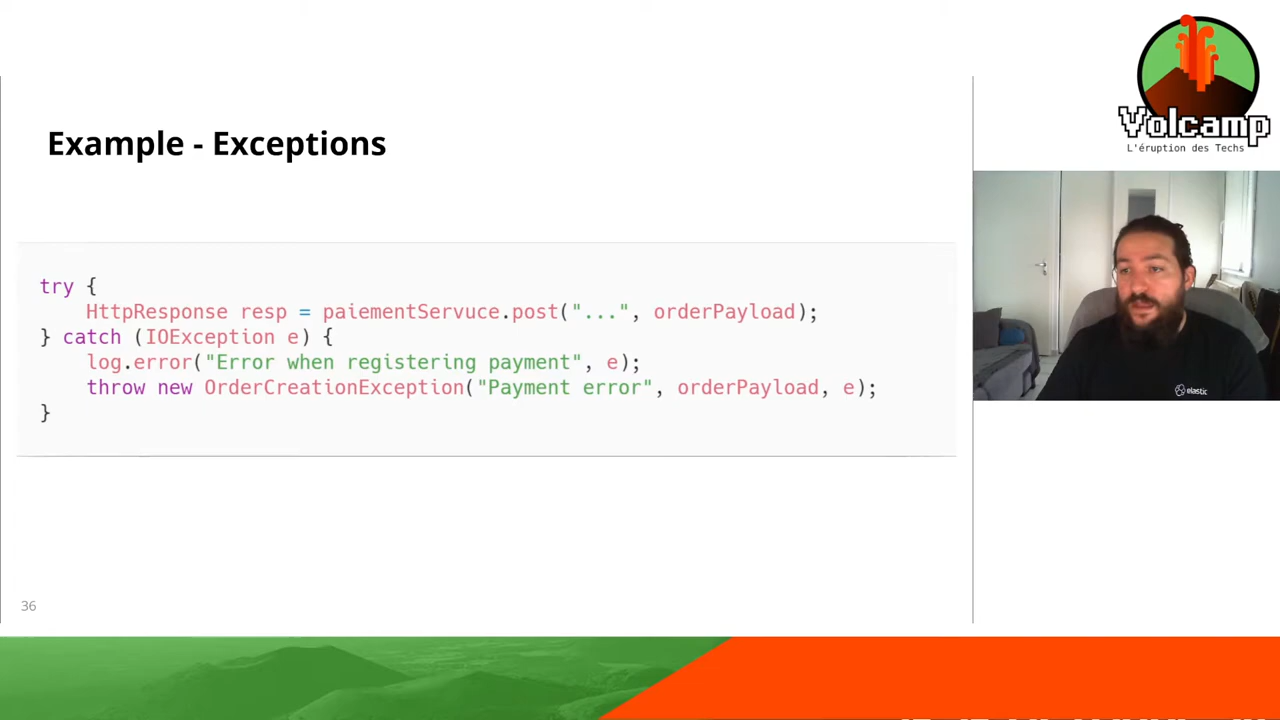 Volcamp
L'éruption des Techs
Example - Exceptions
try {
HttpResponse resp = paiementServuce.post("...", orderPayload);
} catch (IOException e) {
log.error("Error when registering payment", e);
throw new OrderCreationException("Payment error", orderPayload, e);
}
elastic
36